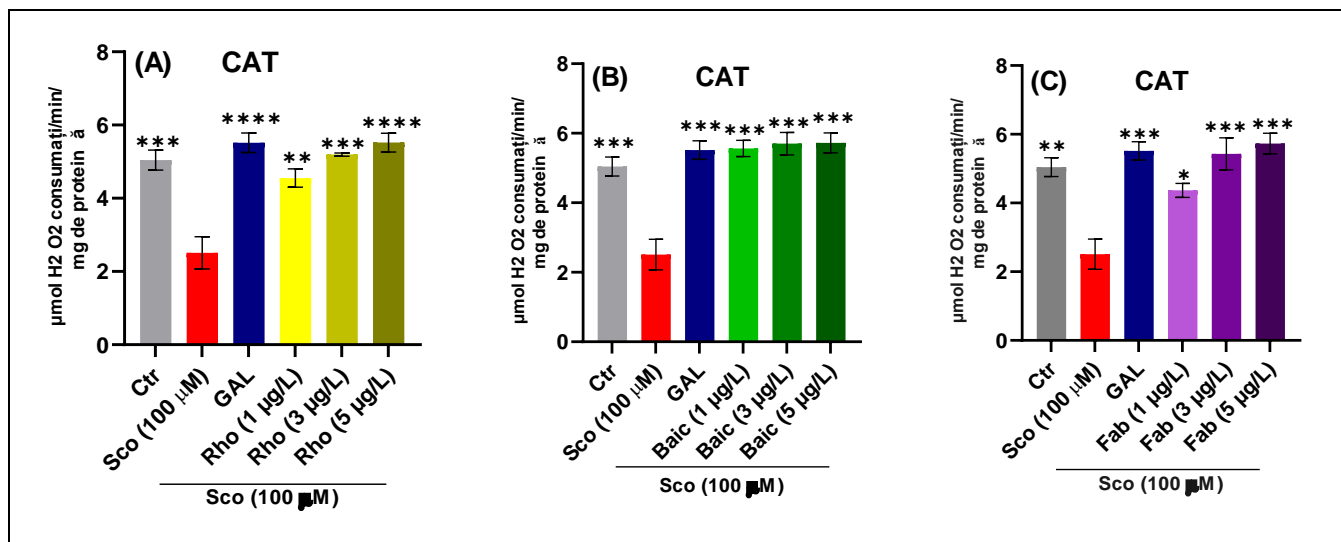 (A) CAT
µmol H2 O2 consumați/min/
mg de protein ă
8
6
4
2
0
*** **** ** *** ****
Ctr
Sco (100 μM)
GAL
Rho (1 µg/L)
Rho (3 µg/L)
Rho (5 µg/L)
Sco (100 μM)
(B) CAT
µmol H2 O2 consumați/min/
mg de protein ă
8
6
4
2
0
*** *** *** *** ***
Ctr
Sco (100 μM)
GAL
Baic (1 µg/L)
Baic (3 µg/L)
Baic (5 µg/L)
Sco (100 μM)
(C) CAT
µmol H2 O2 consumați/min/
mg de protein ă
8
6
4
2
0
** *** * *** ***
Ctr
Sco (100 μM)
GAL
Fab (1 µg/L)
Fab (3 µg/L)
Fab (5 µg/L)
Sco (100 μM)